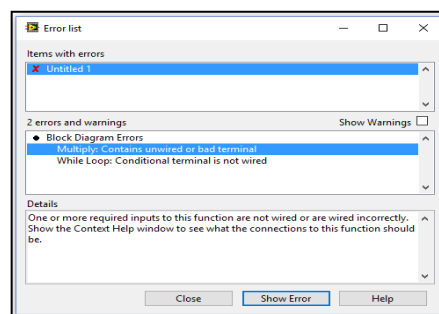 Error list
Items with errors
Untitled 1
2 errors and warnings Show Warnings
Block Diagram Errors
Multiply: Contains unwired or bad terminal
While Loop: Conditional terminal is not wired
Details
One or more required inputs to this function are not wired or are wired incorrectly.
Show the Context Help window to see what the connections to this function should
be.
Close Show Error Help